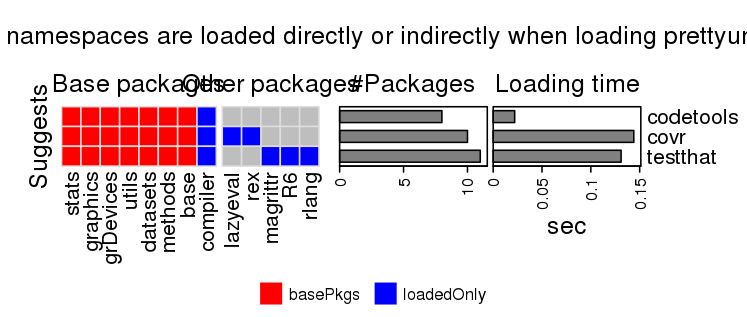 namespaces are loaded directly or indirectly when loading prettyur
Base packages
Other packages
#Packages
Loading time
Suggests
codetools
covr
testthat
stats
graphics
grDevices
utils
datasets
methods
base
compiler
lazyeval
rex
magrittr
R6
rlang
0
5
10
0
0.05
0.1
0.15
sec
basePkgs
loadedOnly